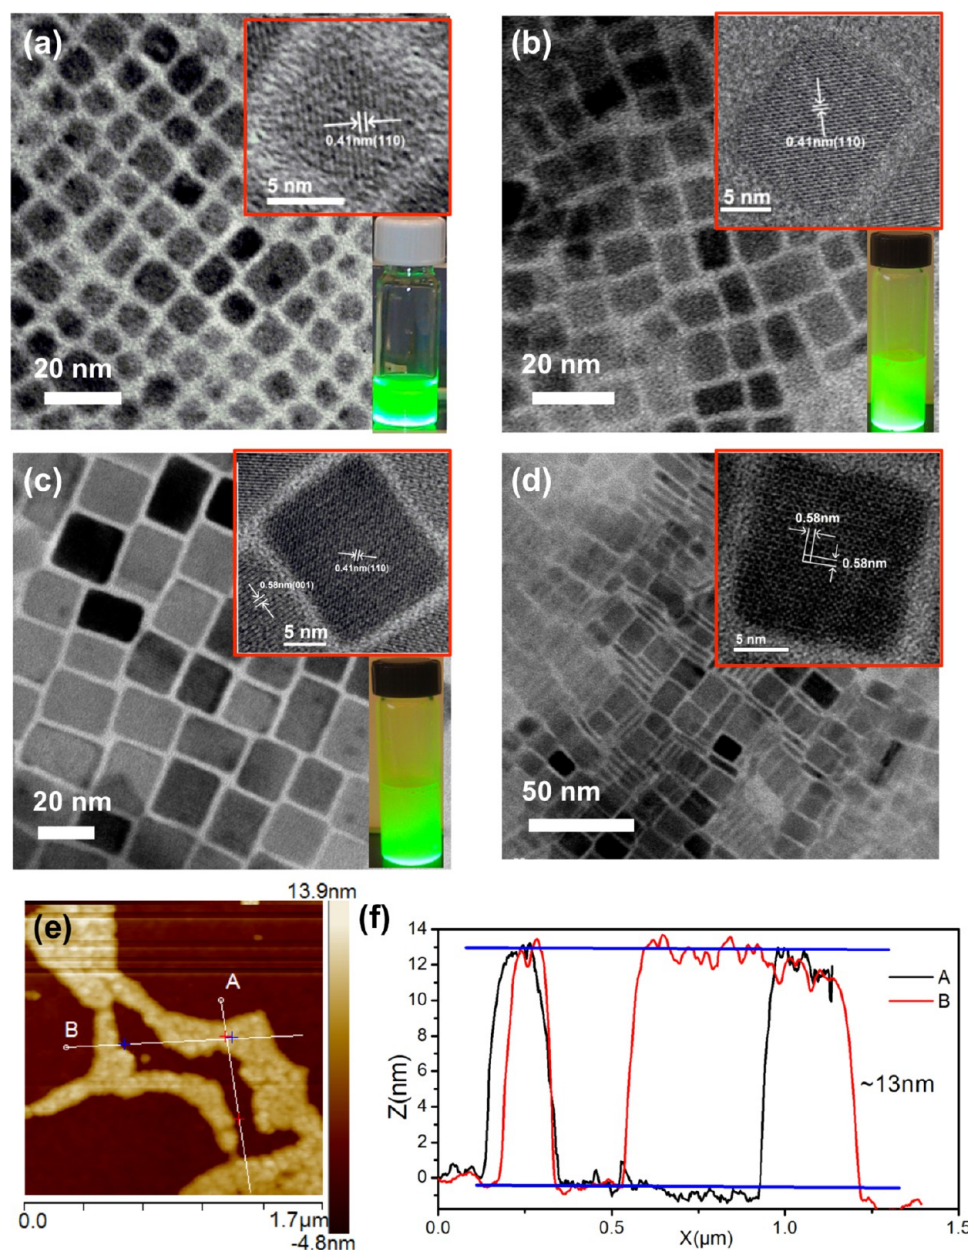 (a)
0.41nm(110)
5 nm
20 nm
(b)
0.41nm(110)
5 nm
20 nm
(c)
0.58nm(001)
0.41nm(110)
5 nm
20 nm
(d)
0.58nm
0.58nm
5 nm
50 nm
(e)
13.9nm
A
B
0.0
1.7μm
-4.8nm
(f)
14
12
10
8
6
4
2
0
Z(nm)
A
B
~13nm
0.0
0.5
1.0
1.5
X(μm)